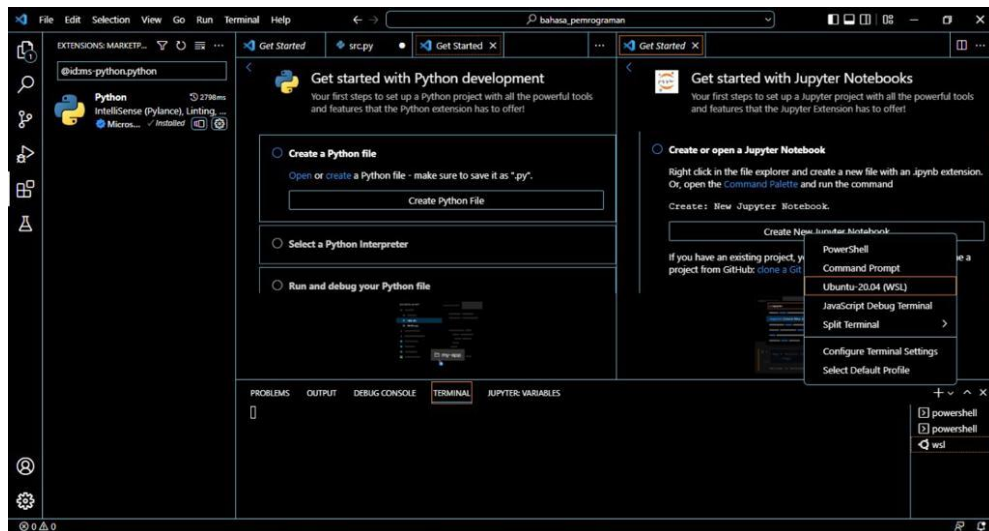 File Edit Selection View Go Run Terminal Help
bahasa_pemrograman
EXTENSIONS: MARKETP...
@id:ms-python.python
Python 2798ms
IntelliSense (Pylance), Linting, ...
Micros... Installed
Get Started
src.py
Get Started
Get started with Python development
Your first steps to set up a Python project with all the powerful tools
and features that the Python extension has to offer!
Create a Python file
Open or create a Python file - make sure to save it as ".py".
Create Python File
Select a Python Interpreter
Run and debug your Python file
my-app
Get Started
Get started with Jupyter Notebooks
Your first steps to set up a Jupyter project with all the powerful tools
and features that the Jupyter Extension has to offer!
Create or open a Jupyter Notebook
Right click in the file explorer and create a new file with an .ipynb extension.
Or, open the Command Palette and run the command
Create: New Jupyter Notebook.
Create New Jupyter Notebook
If you have an existing project, y
e a
project from GitHub: clone a Git
PowerShell
Command Prompt
Ubuntu-20.04 (WSL)
JavaScript Debug Terminal
Split Terminal
Configure Terminal Settings
Select Default Profile
PROBLEMS OUTPUT DEBUG CONSOLE TERMINAL JUPYTER: VARIABLES
powershell
powershell
wsl
0 0